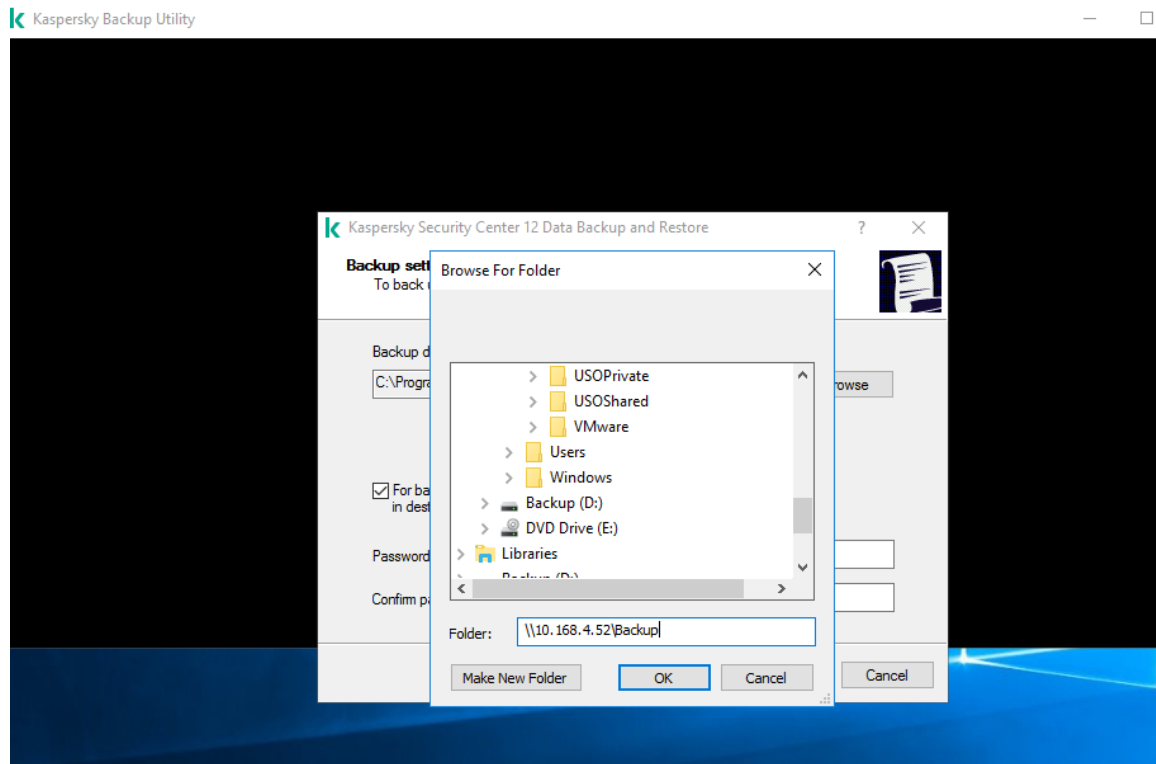 Kaspersky Backup Utility
Kaspersky Security Center 12 Data Backup and Restore
Backup sett
To back
Browse For Folder
Backup d
C:\Progra
rowse
USOPrivate
USOShared
VMware
Users
Windows
Backup (D:)
DVD Drive (E:)
Libraries
Backup (D:)
For ba
in dest
Password
Confirm pa
Folder:
\\10.168.4.52\Backup
Make New Folder
OK
Cancel
Cancel